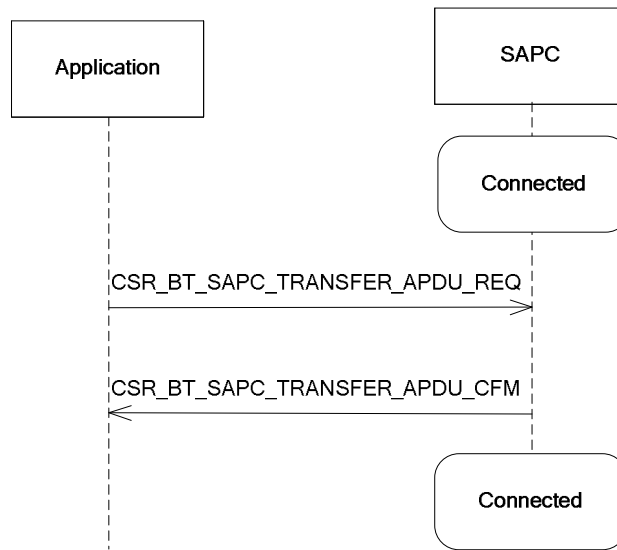 Application
SAPC
Connected
CSR_BT_SAPC_TRANSFER_APDU_REQ
CSR_BT_SAPC_TRANSFER_APDU_CFM
Connected